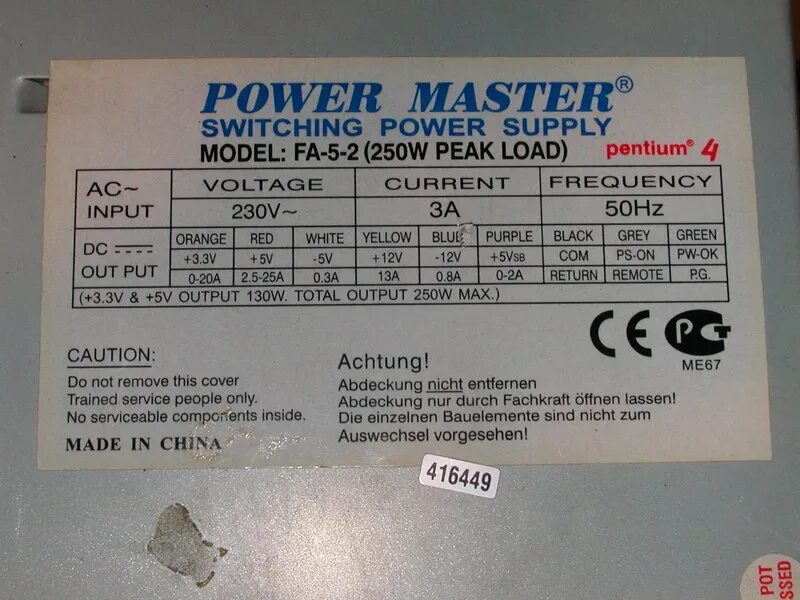 POWER MASTER®
SWITCHING POWER SUPPLY
MODEL: FA-5-2 (250W PEAK LOAD) pentium® 4
AC~ INPUT VOLTAGE CURRENT FREQUENCY
230V~ 3A 50Hz
DC OUT PUT ORANGE RED WHITE YELLOW BLUE PURPLE BLACK GREY GREEN
+3.3V +5V -5V +12V -12V +5VSB COM PS-ON PW-OK
0-20A 2.5-25A 0.3A 13A 0.8A 0-2A RETURN REMOTE P.G.
(+3.3V & +5V OUTPUT 130W. TOTAL OUTPUT 250W MAX.)
CE PCT
ME67
CAUTION:
Do not remove this cover
Trained service people only.
No serviceable components inside.
MADE IN CHINA
Achtung!
Abdeckung nicht entfernen
Abdeckung nur durch Fachkraft öffnen lassen!
Die einzelnen Bauelemente sind nicht zum
Auswechsel vorgesehen!
416449
POT
SSED